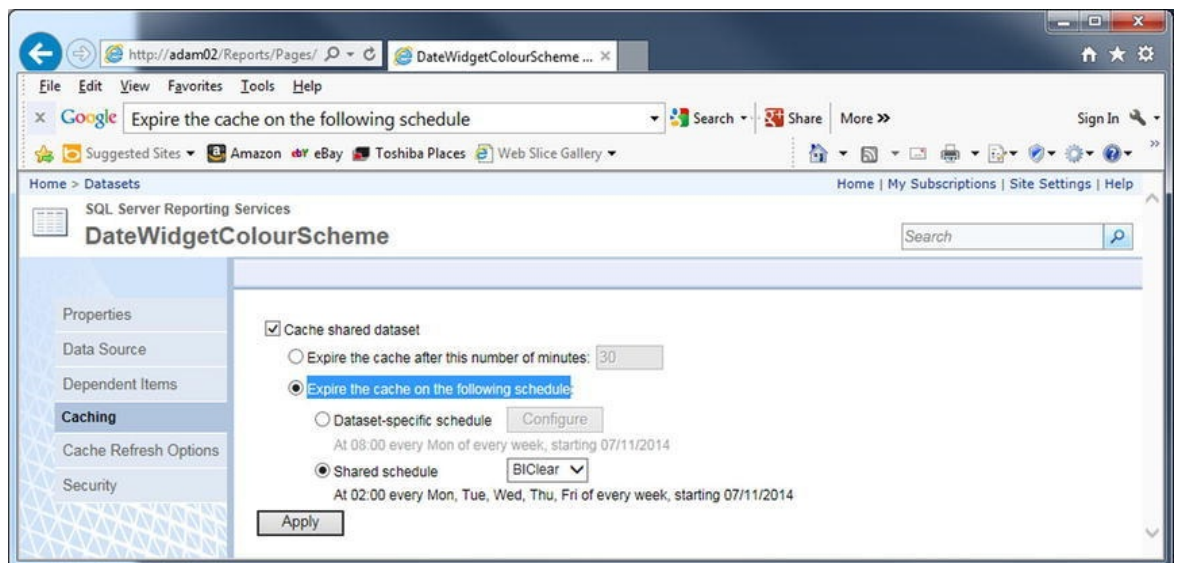 http://adam02/Reports/Pages/
DateWidgetColourScheme ...
File Edit View Favorites Tools Help
x Google Expire the cache on the following schedule Search Share More >> Sign In
Suggested Sites Amazon ebY eBay Toshiba Places Web Slice Gallery
Home > Datasets
Home | My Subscriptions | Site Settings | Help
SQL Server Reporting Services
DateWidgetColourScheme
Search
Properties
Data Source
Dependent Items
Caching
Cache Refresh Options
Security
Cache shared dataset
Expire the cache after this number of minutes: 30
Expire the cache on the following schedule:
Dataset-specific schedule Configure
At 08:00 every Mon of every week, starting 07/11/2014
Shared schedule BIClear
At 02:00 every Mon, Tue, Wed, Thu, Fri of every week, starting 07/11/2014
Apply